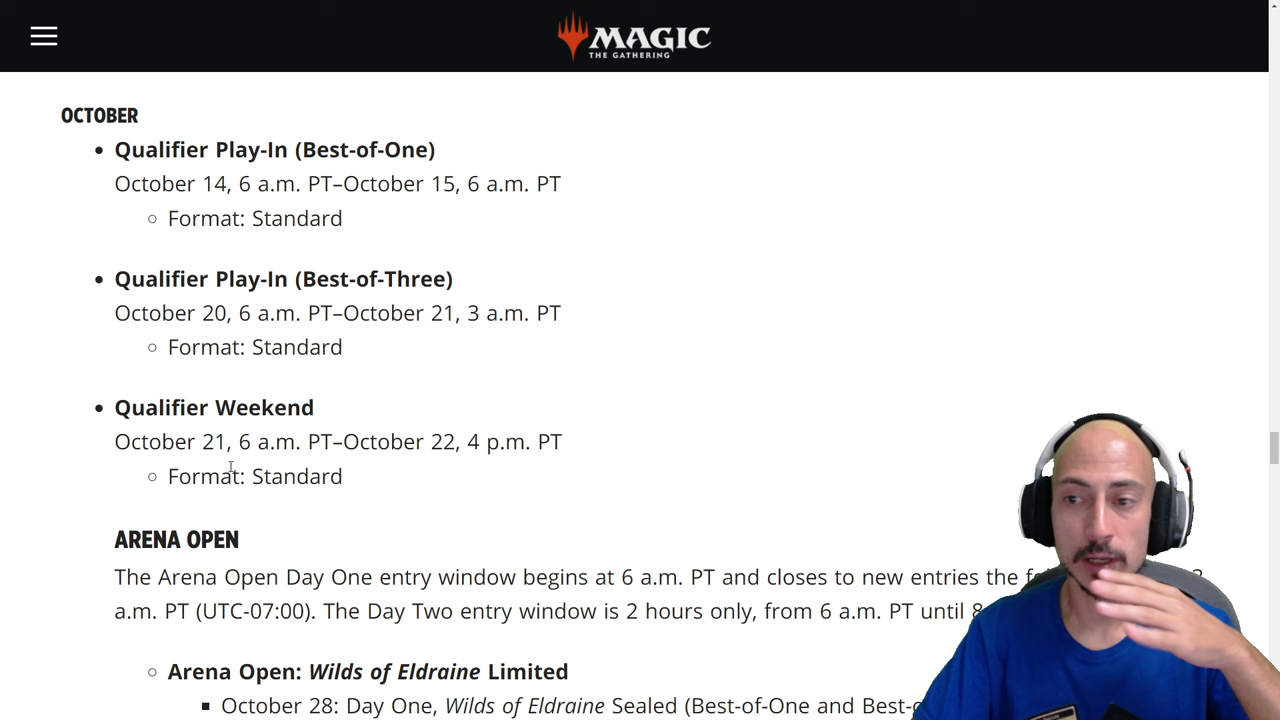 MAGIC
THE GATHERING
OCTOBER
• Qualifier Play-In (Best-of-One)
October 14, 6 a.m. PT–October 15, 6 a.m. PT
○ Format: Standard
• Qualifier Play-In (Best-of-Three)
October 20, 6 a.m. PT–October 21, 3 a.m. PT
○ Format: Standard
• Qualifier Weekend
October 21, 6 a.m. PT–October 22, 4 p.m. PT
○ Format: Standard
ARENA OPEN
The Arena Open Day One entry window begins at 6 a.m. PT and closes to new entries the
a.m. PT (UTC-07:00). The Day Two entry window is 2 hours only, from 6 a.m. PT until 8
○ Arena Open: Wilds of Eldraine Limited
▪ October 28: Day One, Wilds of Eldraine Sealed (Best-of-One and